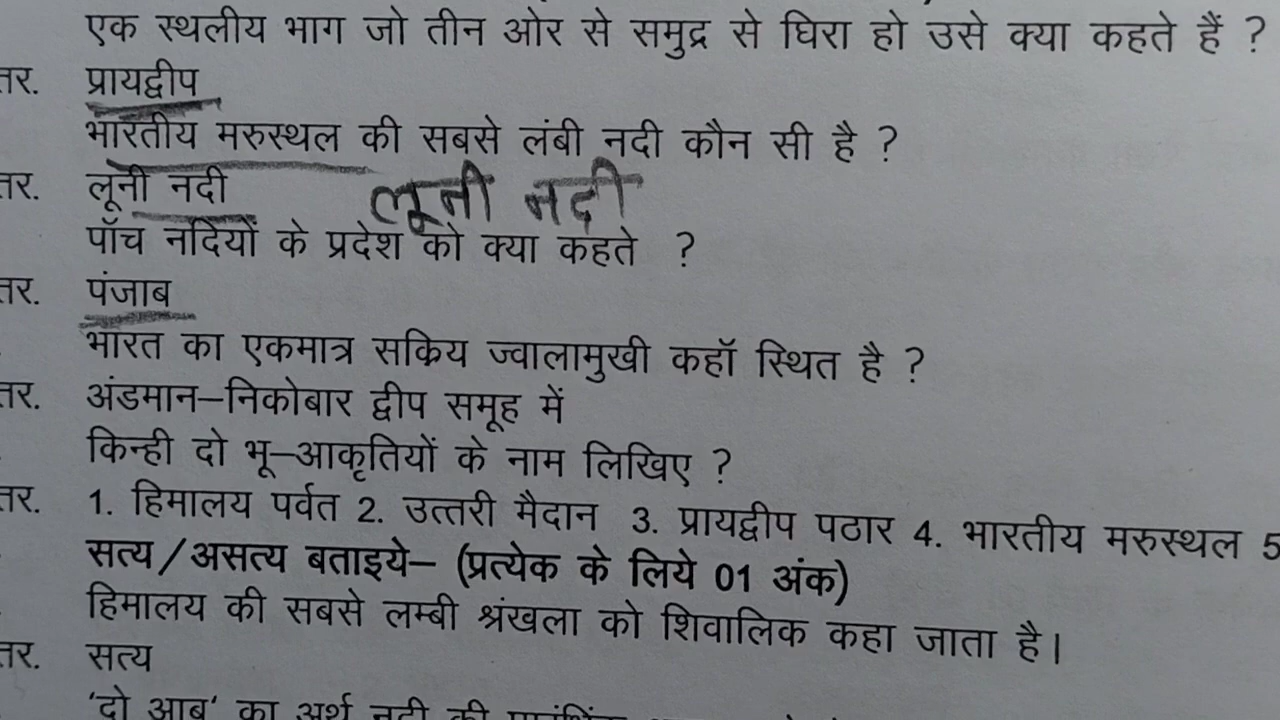 एक स्थलीय भाग जो तीन ओर से समुद्र से घिरा हो उसे क्या कहते हैं ?
तर. प्रायद्वीप
भारतीय मरुस्थल की सबसे लंबी नदी कौन सी है ?
तर. लूनी नदी लूनी नदी
पॉच नदियों के प्रदेश को क्या कहते ?
तर. पंजाब
भारत का एकमात्र सक्रिय ज्वालामुखी कहॉ स्थित है ?
तर. अंडमान–निकोबार द्वीप समूह में
किन्ही दो भू–आकृतियों के नाम लिखिए ?
तर. 1. हिमालय पर्वत 2. उत्तरी मैदान 3. प्रायद्वीप पठार 4. भारतीय मरुस्थल 5
सत्य/असत्य बताइये– (प्रत्येक के लिये 01 अंक)
हिमालय की सबसे लम्बी श्रंखला को शिवालिक कहा जाता है।
तर. सत्य
'दो आब' का अर्थ नदी की